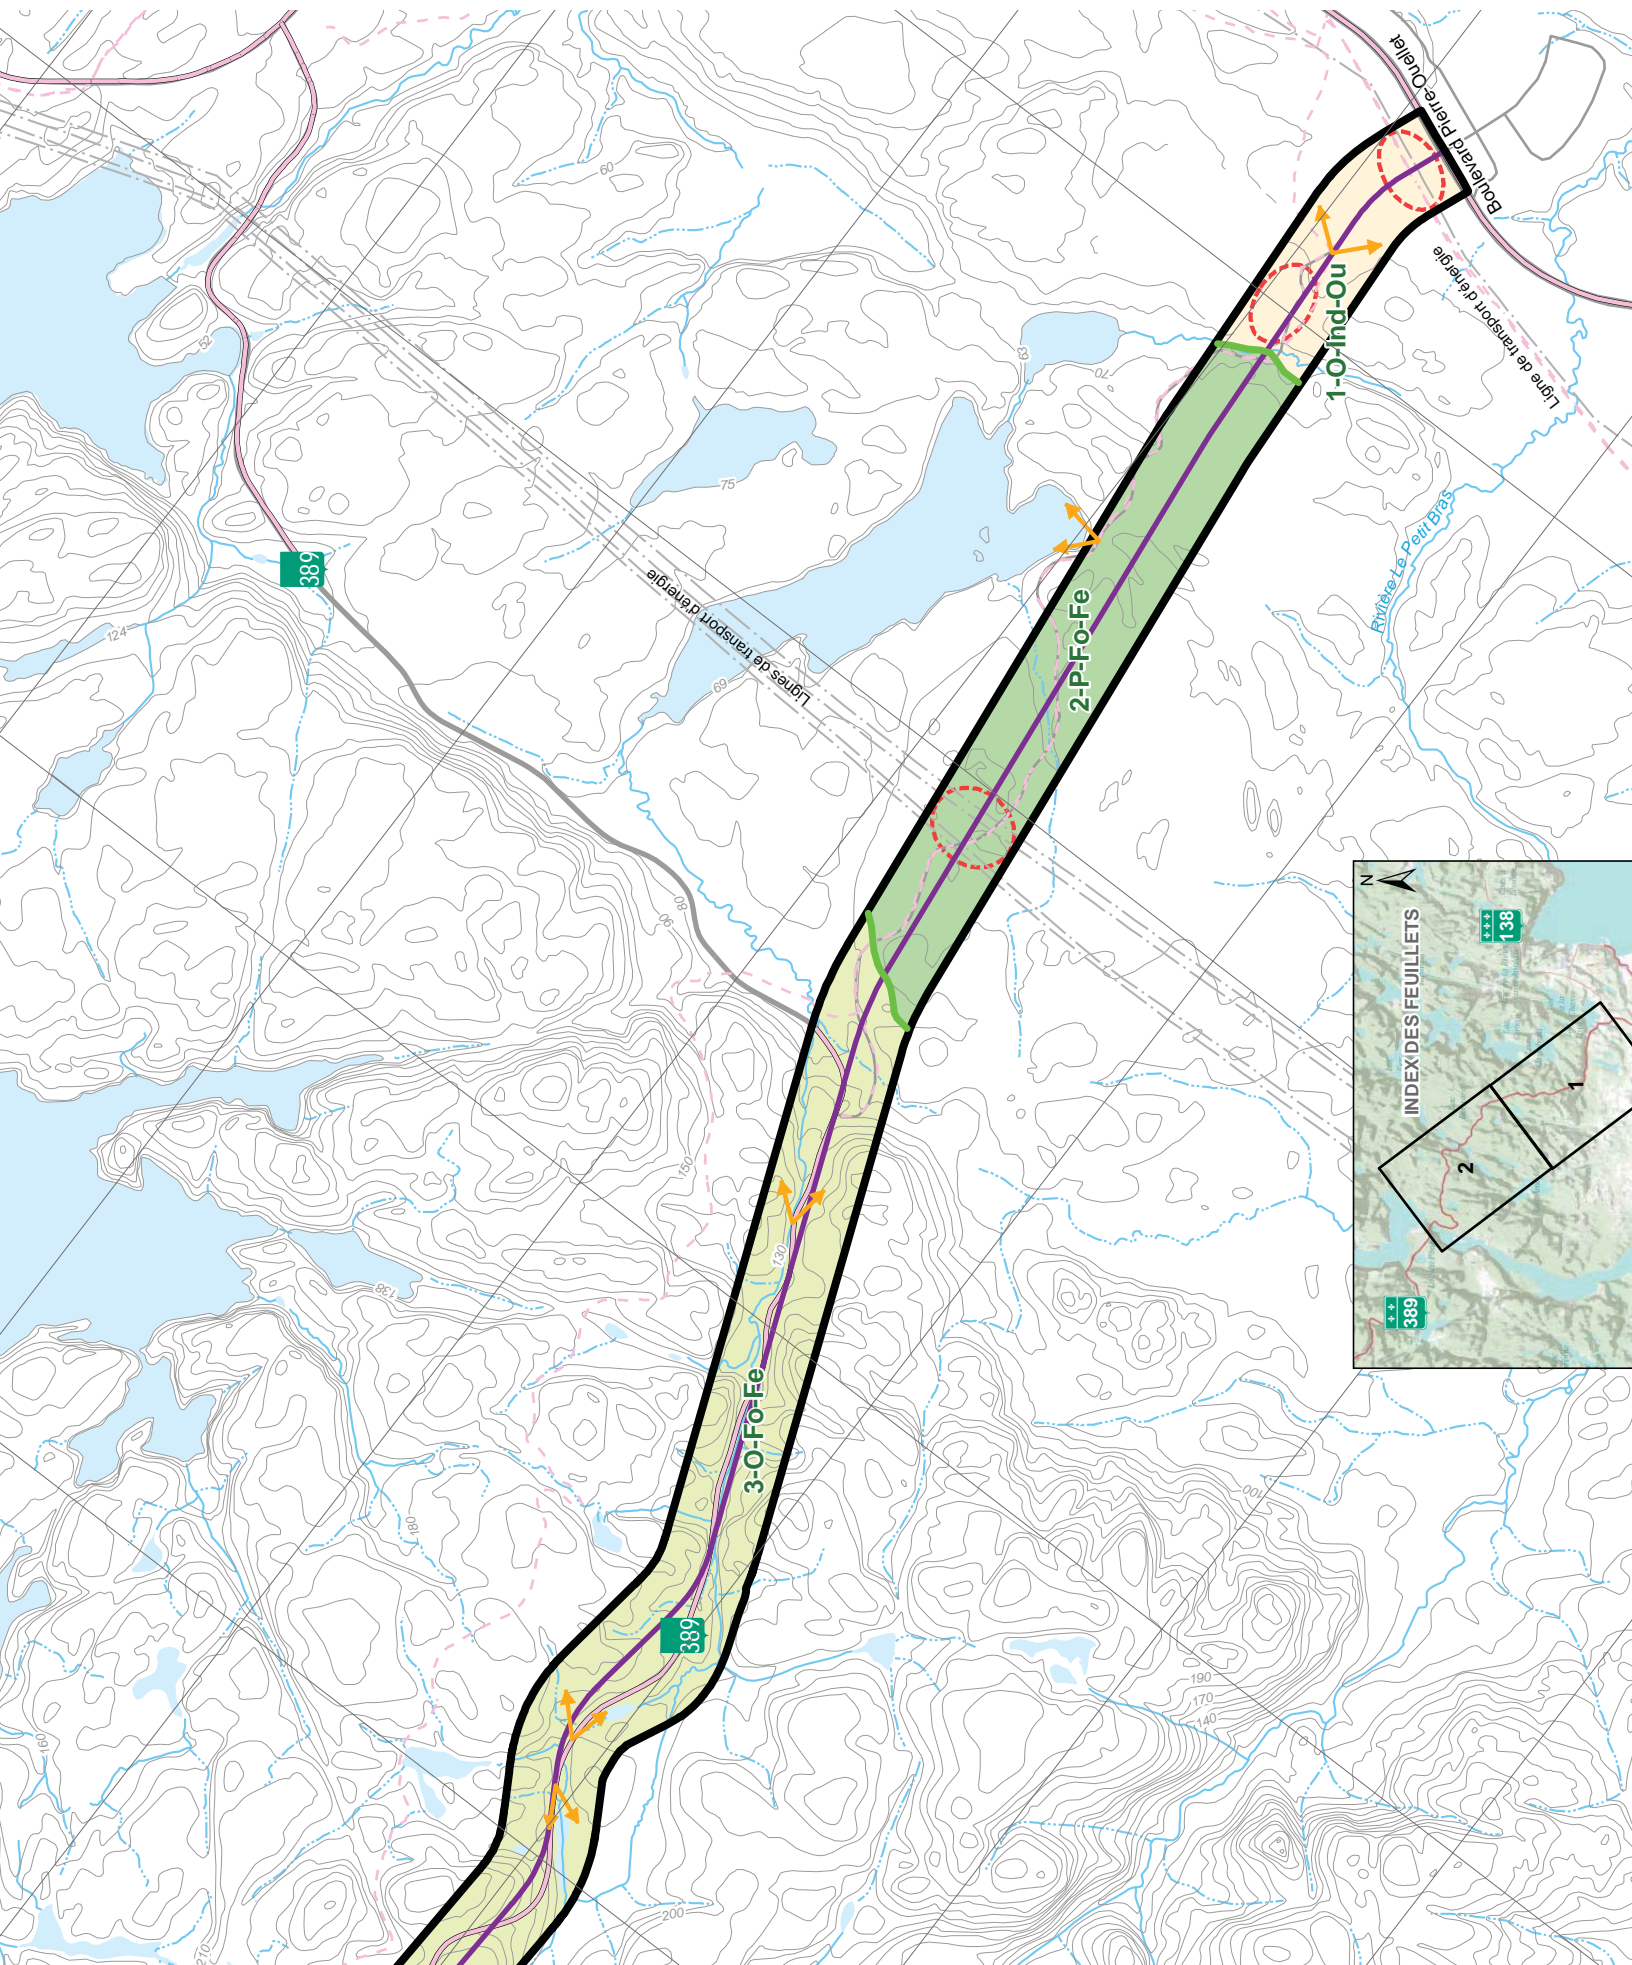 Boulevard Pierre-Ouellet
60
52
63
70
1-O-Ind-Ou
Ligne de transport d'énergie
75
Rivière Le Petit Bras
389
124
Lignes de transport d'énergie
2-P-Fo-Fe
69
80
90
N
INDEX DES FEUILLETS
138
1
2
389
150
130
138
3-O-Fo-Fe
180
100
389
190
170
140
160
200
210